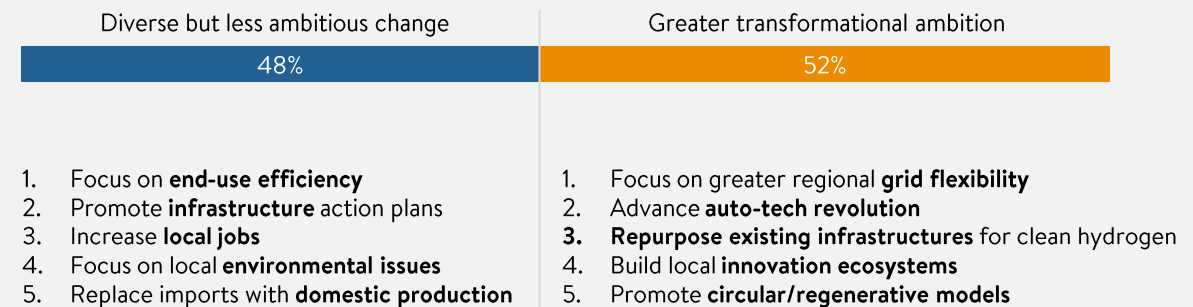 Diverse but less ambitious change
Greater transformational ambition
48%
52%
1. Focus on end-use efficiency
2. Promote infrastructure action plans
3. Increase local jobs
4. Focus on local environmental issues
5. Replace imports with domestic production
1. Focus on greater regional grid flexibility
2. Advance auto-tech revolution
3. Repurpose existing infrastructures for clean hydrogen
4. Build local innovation ecosystems
5. Promote circular/regenerative models